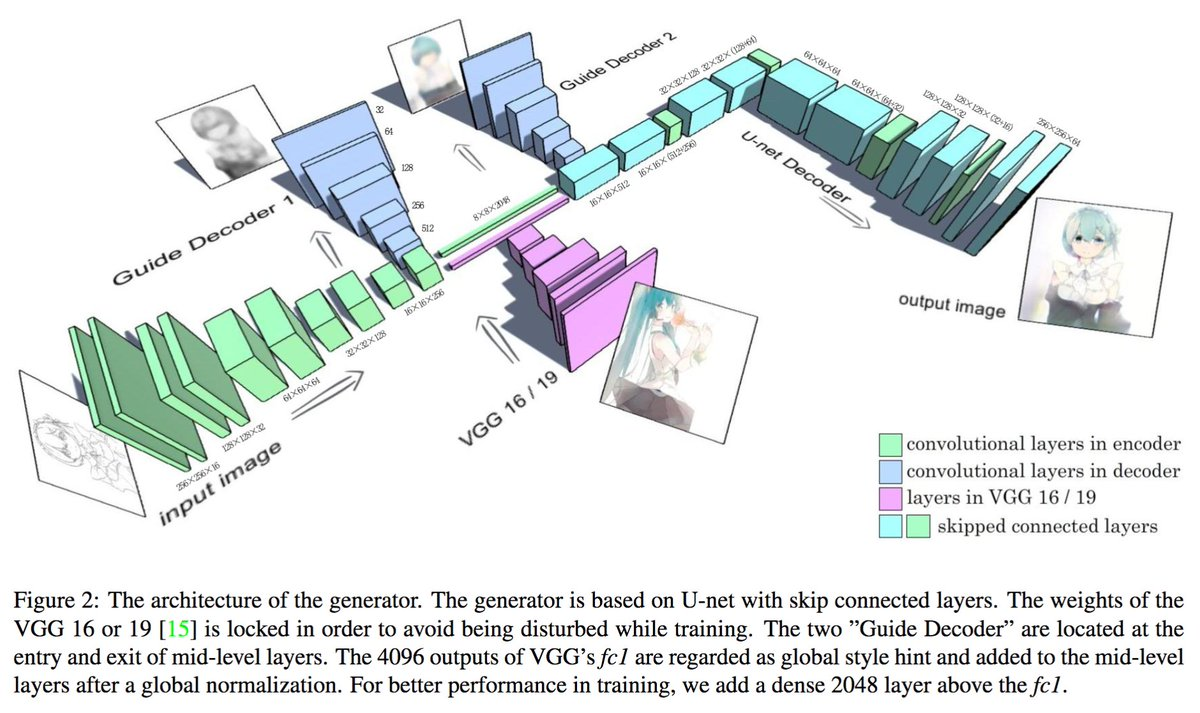 Guide Decoder 2
32
64
128
256
512
Guide Decoder 1
8×8×2048
16×16×512
16×16×(512+256)
32×32×128
32×32×(128+64)
64×64×64
64×64×(64+32)
128×128×32
128×128×(32+16)
256×256×64
U-net Decoder
output image
256×256×16
128×128×32
64×64×64
32×32×128
16×16×256
input image
VGG 16 / 19
convolutional layers in encoder
convolutional layers in decoder
layers in VGG 16 / 19
skipped connected layers
Figure 2: The architecture of the generator. The generator is based on U-net with skip connected layers. The weights of the
VGG 16 or 19 [15] is locked in order to avoid being disturbed while training. The two ”Guide Decoder” are located at the
entry and exit of mid-level layers. The 4096 outputs of VGG’s fc1 are regarded as global style hint and added to the mid-level
layers after a global normalization. For better performance in training, we add a dense 2048 layer above the fc1.